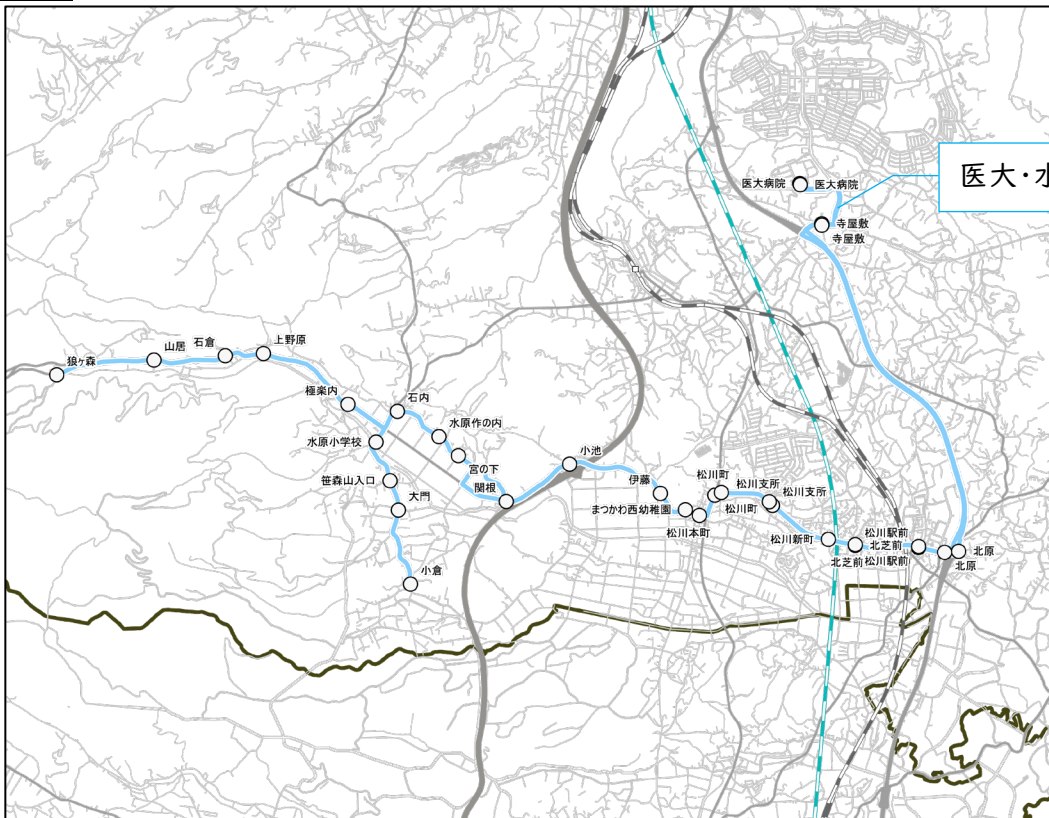 医大病院
医大病院
医大・水
寺屋敷
寺屋敷
狼ヶ森
山居
石倉
上野原
極楽内
石内
水原小学校
水原作の内
宮の下
関根
笹森山入口
大門
小倉
小池
伊藤
まつかわ西幼稚園
松川本町
松川町
松川町
松川支所
松川支所
松川新町
北芝前
北芝前
松川駅前
松川駅前
北原
北原